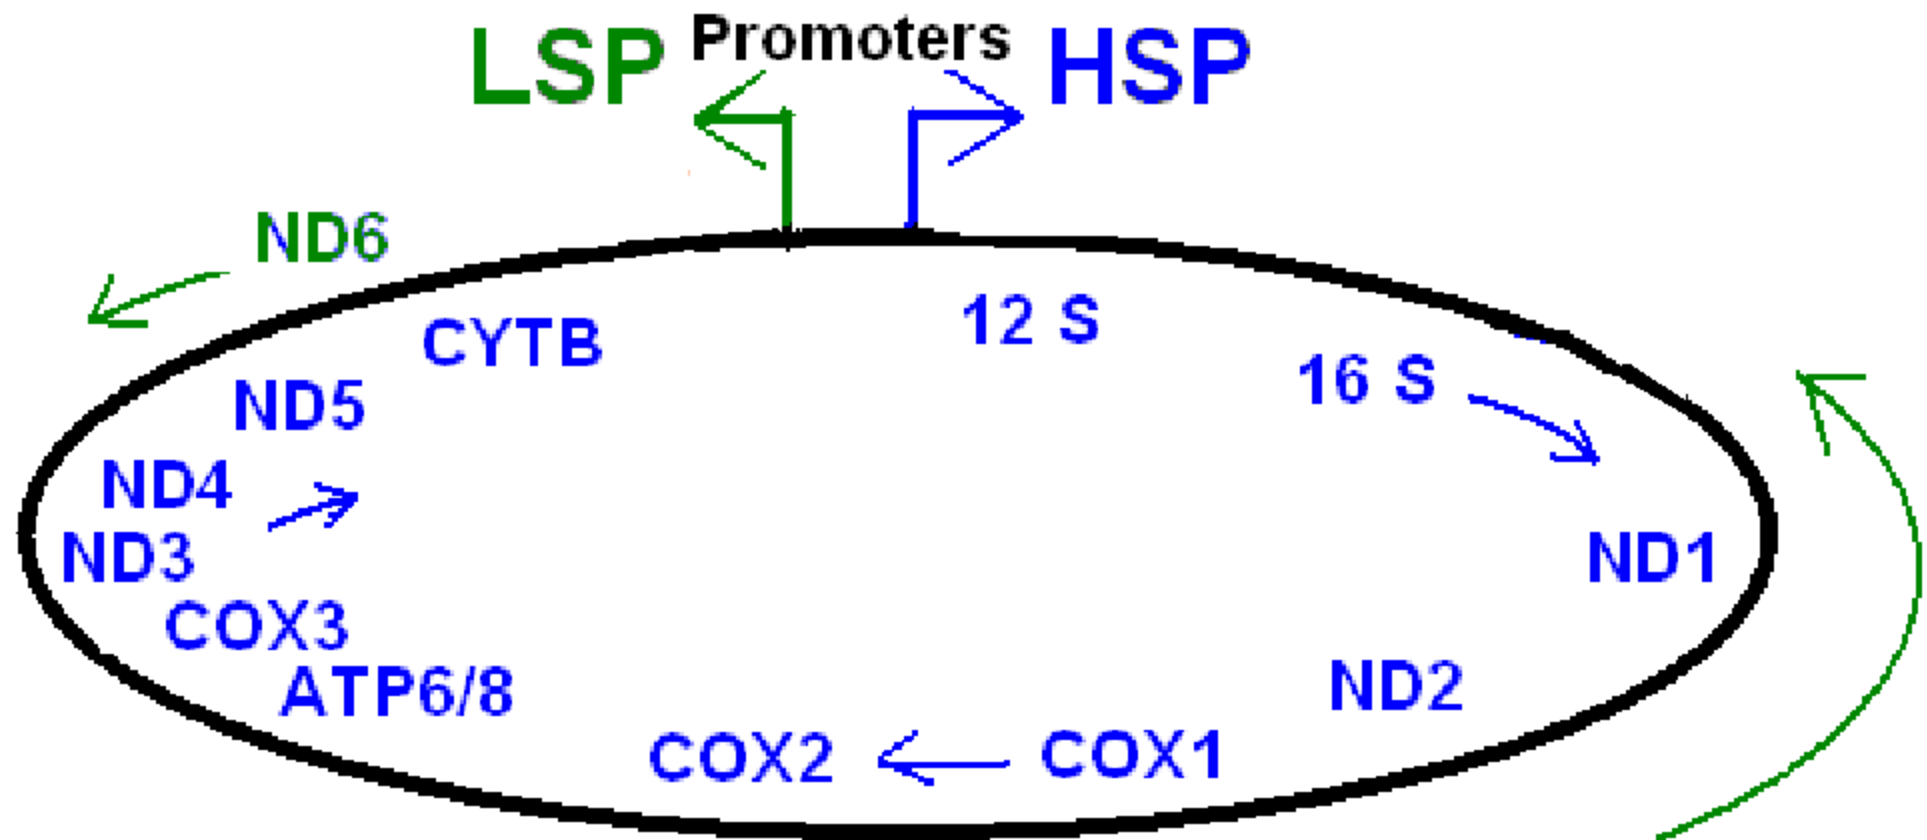 LSP Promoters HSP
ND6
CYTB
12 S
16 S
ND5
ND4
ND3
ND1
COX3
ATP6/8
ND2
COX2
COX1